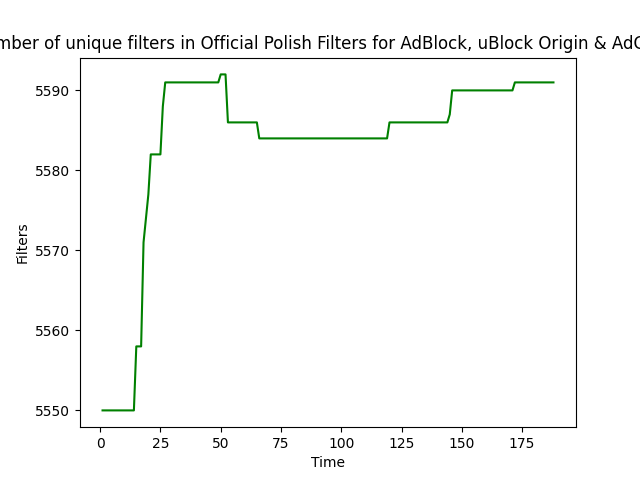 mber of unique filters in Official Polish Filters for AdBlock, uBlock Origin & AdG
5590
5580
5570
5560
5550
Filters
0 25 50 75 100 125 150 175
Time